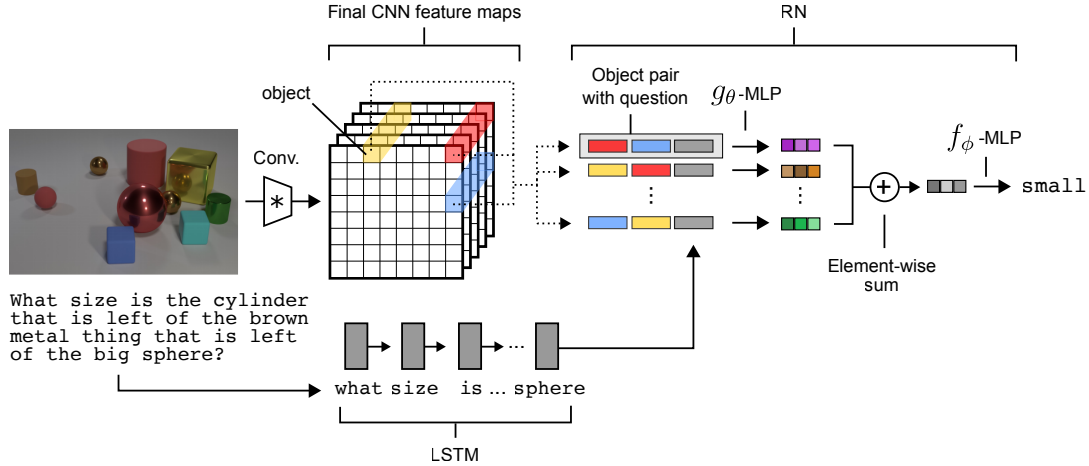 Final CNN feature maps
RN
Object pair
with question
gθ-MLP
object
fϕ-MLP
Conv.
*
+
small
...
Element-wise
sum
What size is the cylinder
that is left of the brown
metal thing that is left
of the big sphere?
...
what size is ... sphere
LSTM